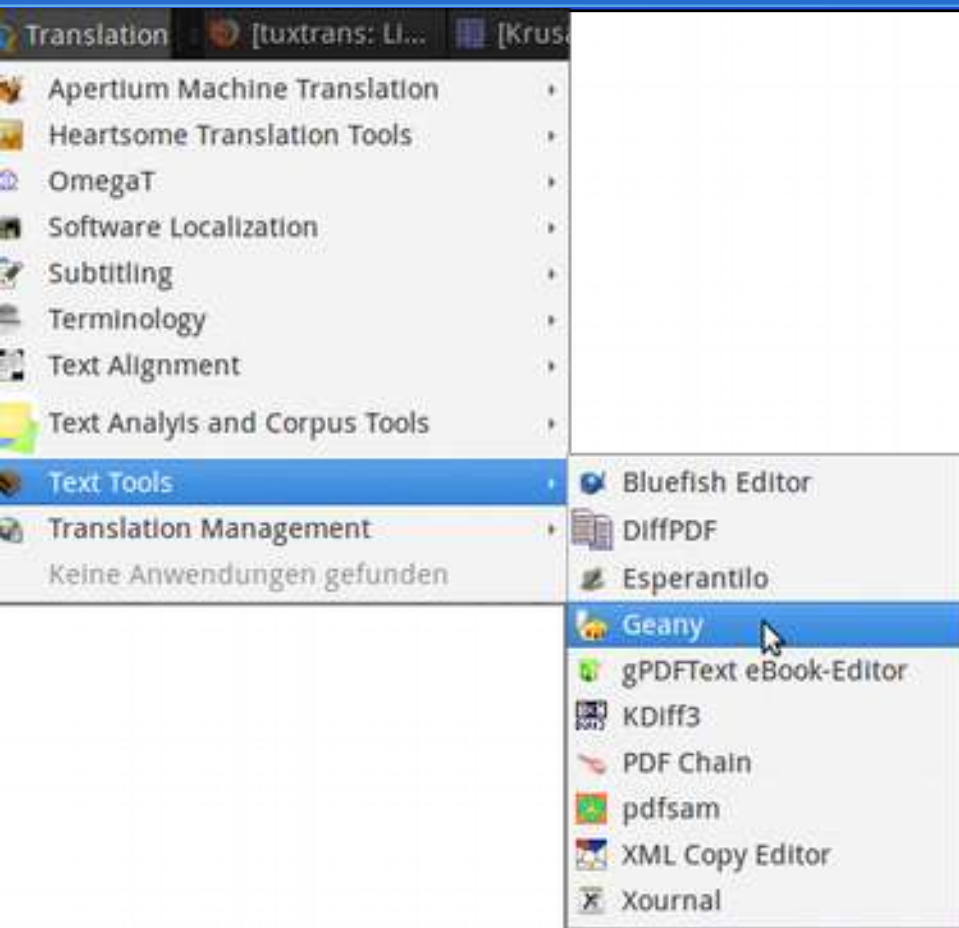 Translation
[tuxtrans: Li...
[Krusa
Apertium Machine Translation
Heartsome Translation Tools
OmegaT
Software Localization
Subtitling
Terminology
Text Alignment
Text Analyis and Corpus Tools
Text Tools
Translation Management
Keine Anwendungen gefunden
Bluefish Editor
DiffPDF
Esperantilo
Geany
gPDFText eBook-Editor
KDiff3
PDF Chain
pdfsam
XML Copy Editor
Xournal